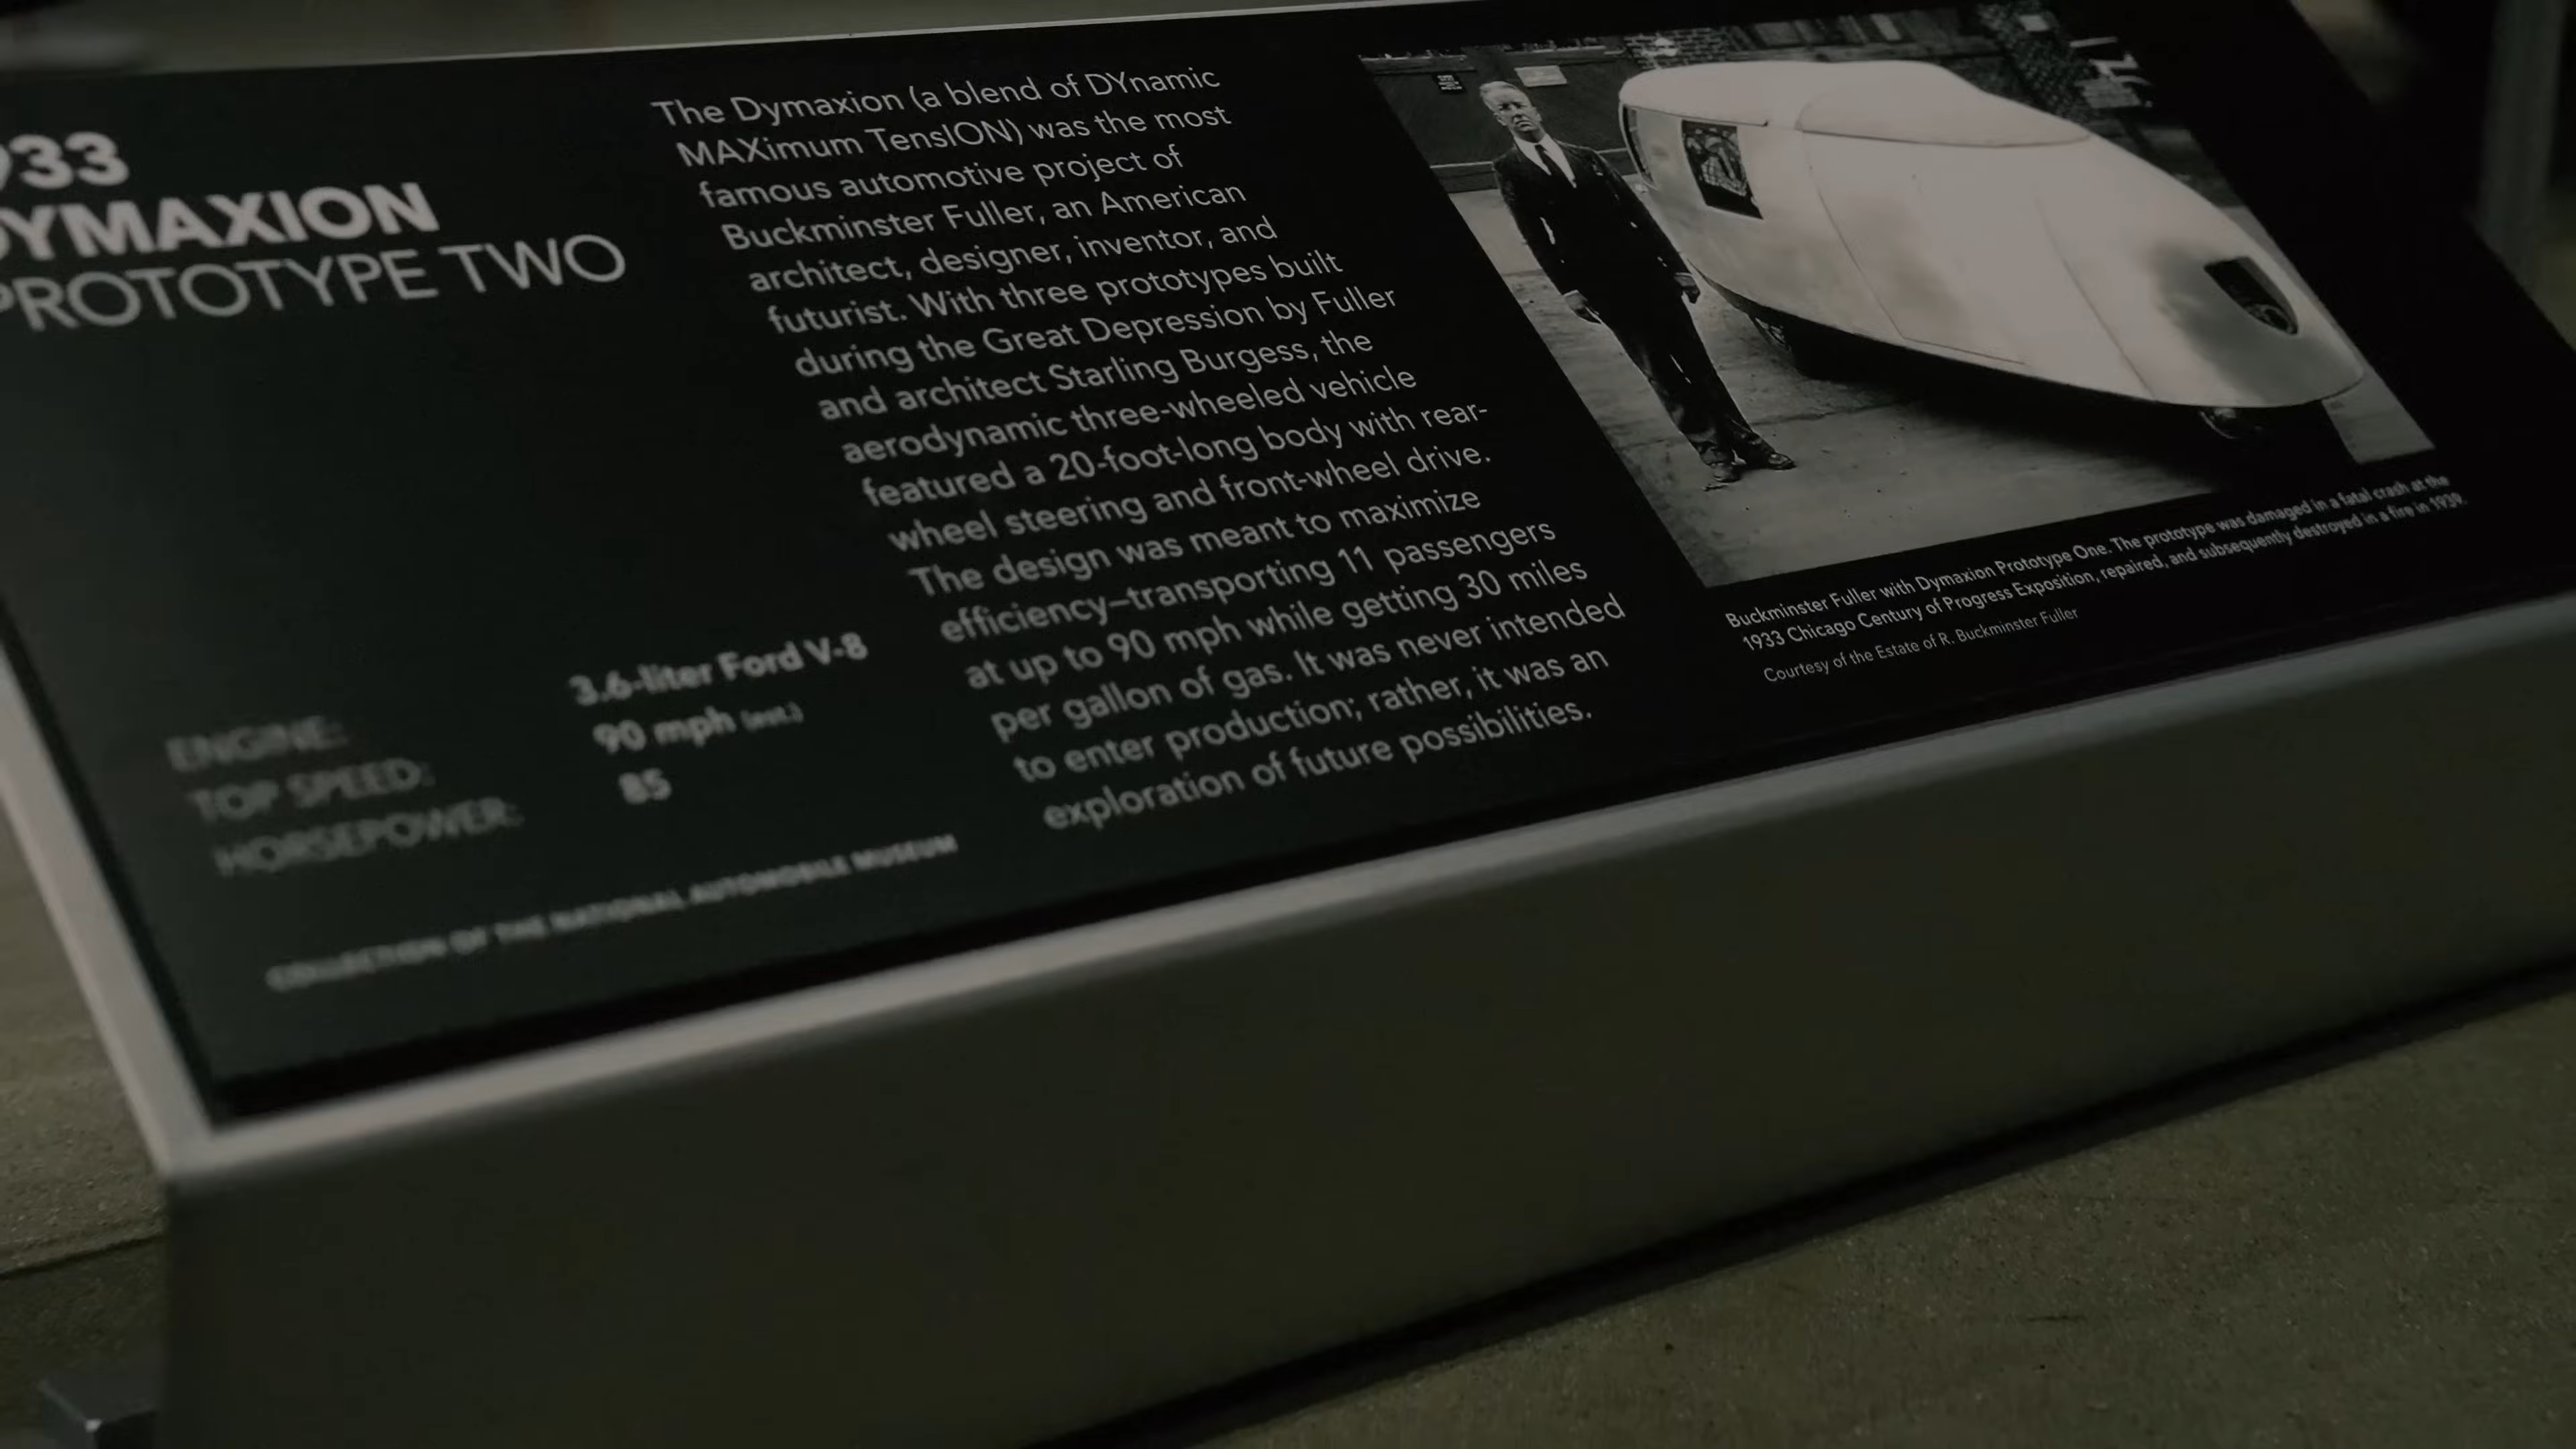 933
DYMAXION
PROTOTYPE TWO
ENGINE: 3.6-liter Ford V-8
TOP SPEED: 90 mph (est.)
HORSEPOWER: 85
COLLECTION OF THE NATIONAL AUTOMOBILE MUSEUM
The Dymaxion (a blend of DYnamic
MAXimum TensION) was the most
famous automotive project of
Buckminster Fuller, an American
architect, designer, inventor, and
futurist. With three prototypes built
during the Great Depression by Fuller
and architect Starling Burgess, the
aerodynamic three-wheeled vehicle
featured a 20-foot-long body with rear-
wheel steering and front-wheel drive.
The design was meant to maximize
efficiency—transporting 11 passengers
at up to 90 mph while getting 30 miles
per gallon of gas. It was never intended
to enter production; rather, it was an
exploration of future possibilities.
Buckminster Fuller with Dymaxion Prototype One. The prototype was damaged in a fatal crash at the
1933 Chicago Century of Progress Exposition, repaired, and subsequently destroyed in a fire in 1939.
Courtesy of the Estate of R. Buckminster Fuller